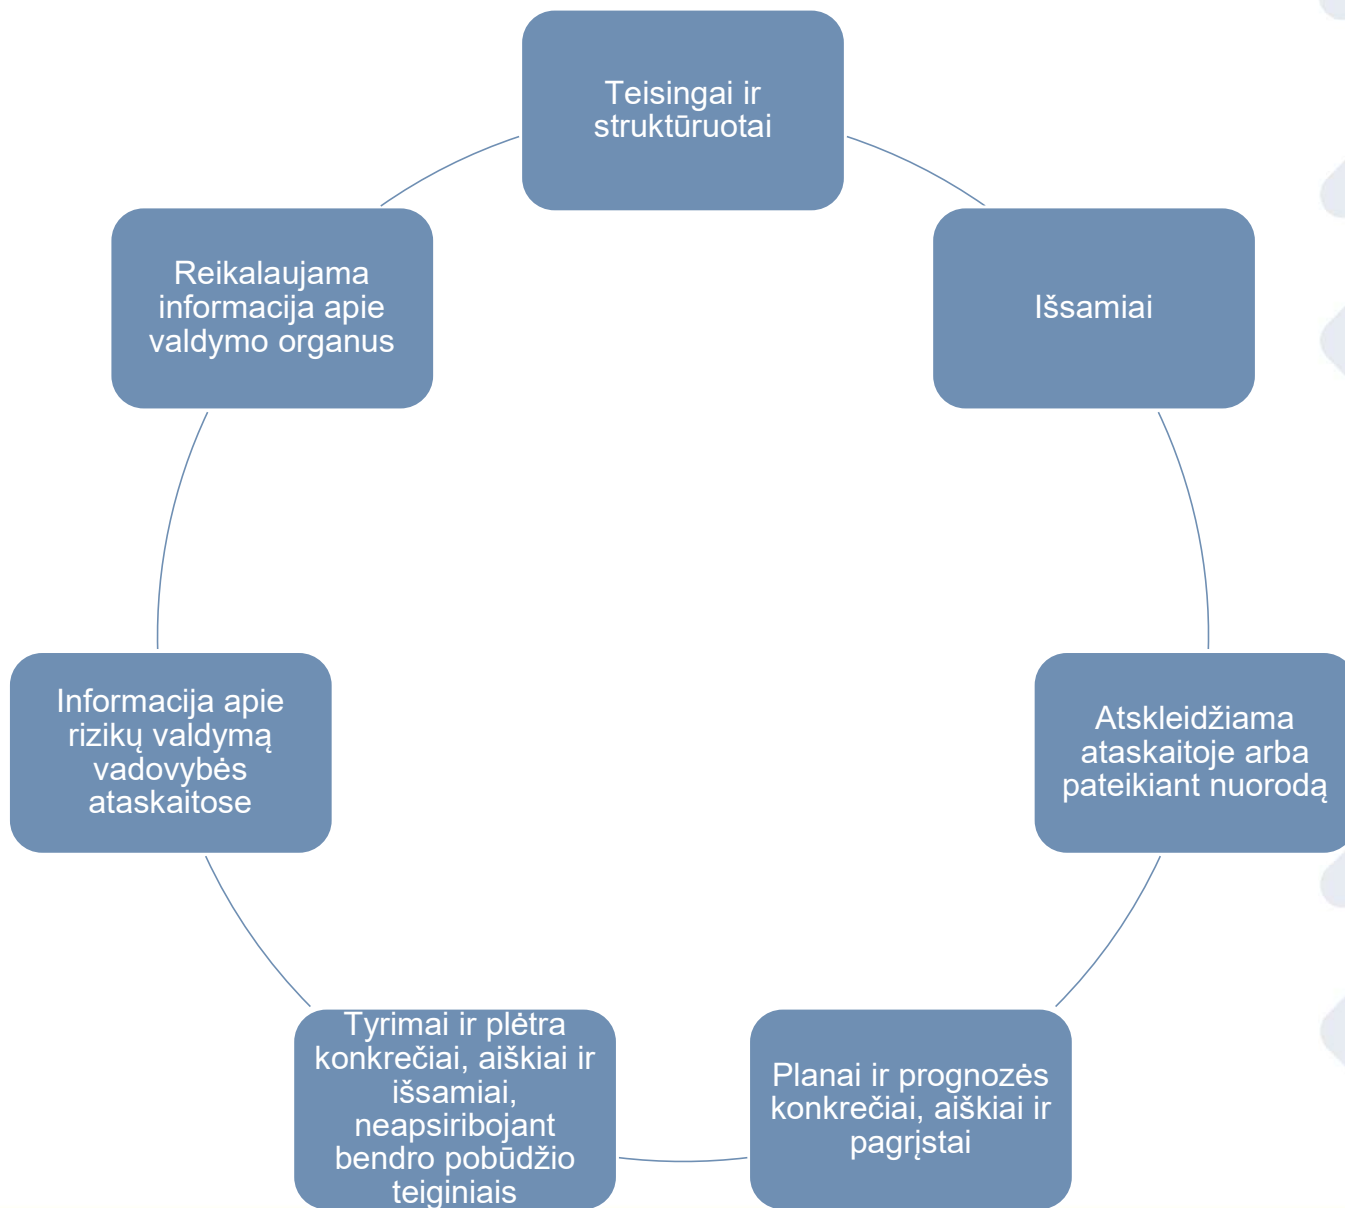 Teisingai ir
struktūruotai
Išsamiai
Atskleidžiama
ataskaitoje arba
pateikiant nuorodą
Planai ir prognozės
konkrečiai, aiškiai ir
pagrįstai
Tyrimai ir plėtra
konkrečiai, aiškiai ir
išsamiai,
neapsiribojant
bendro pobūdžio
teiginiais
Informacija apie
rizikų valdymą
vadovybės
ataskaitose
Reikalaujama
informacija apie
valdymo organus